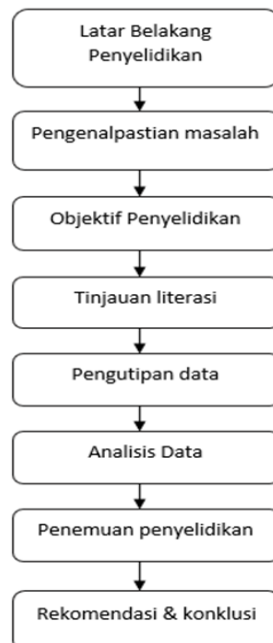 Latar Belakang
Penyelidikan
Pengenalpastian masalah
Objektif Penyelidikan
Tinjauan literasi
Pengutipan data
Analisis Data
Penemuan penyelidikan
Rekomendasi & konklusi